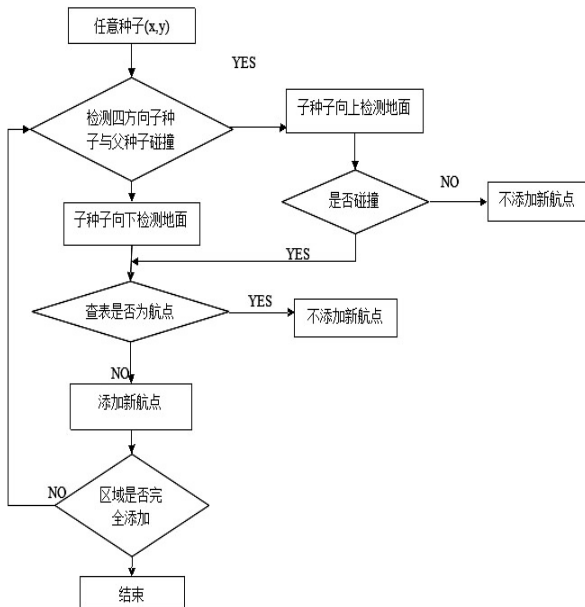 任意种子(x,y)
YES
检测四方向子种
子与父种子碰撞
子种子向上检测地面
是否碰撞
NO
不添加新航点
子种子向下检测地面
YES
查表是否为航点
YES
不添加新航点
NO
添加新航点
NO
区域是否完
全添加
结束